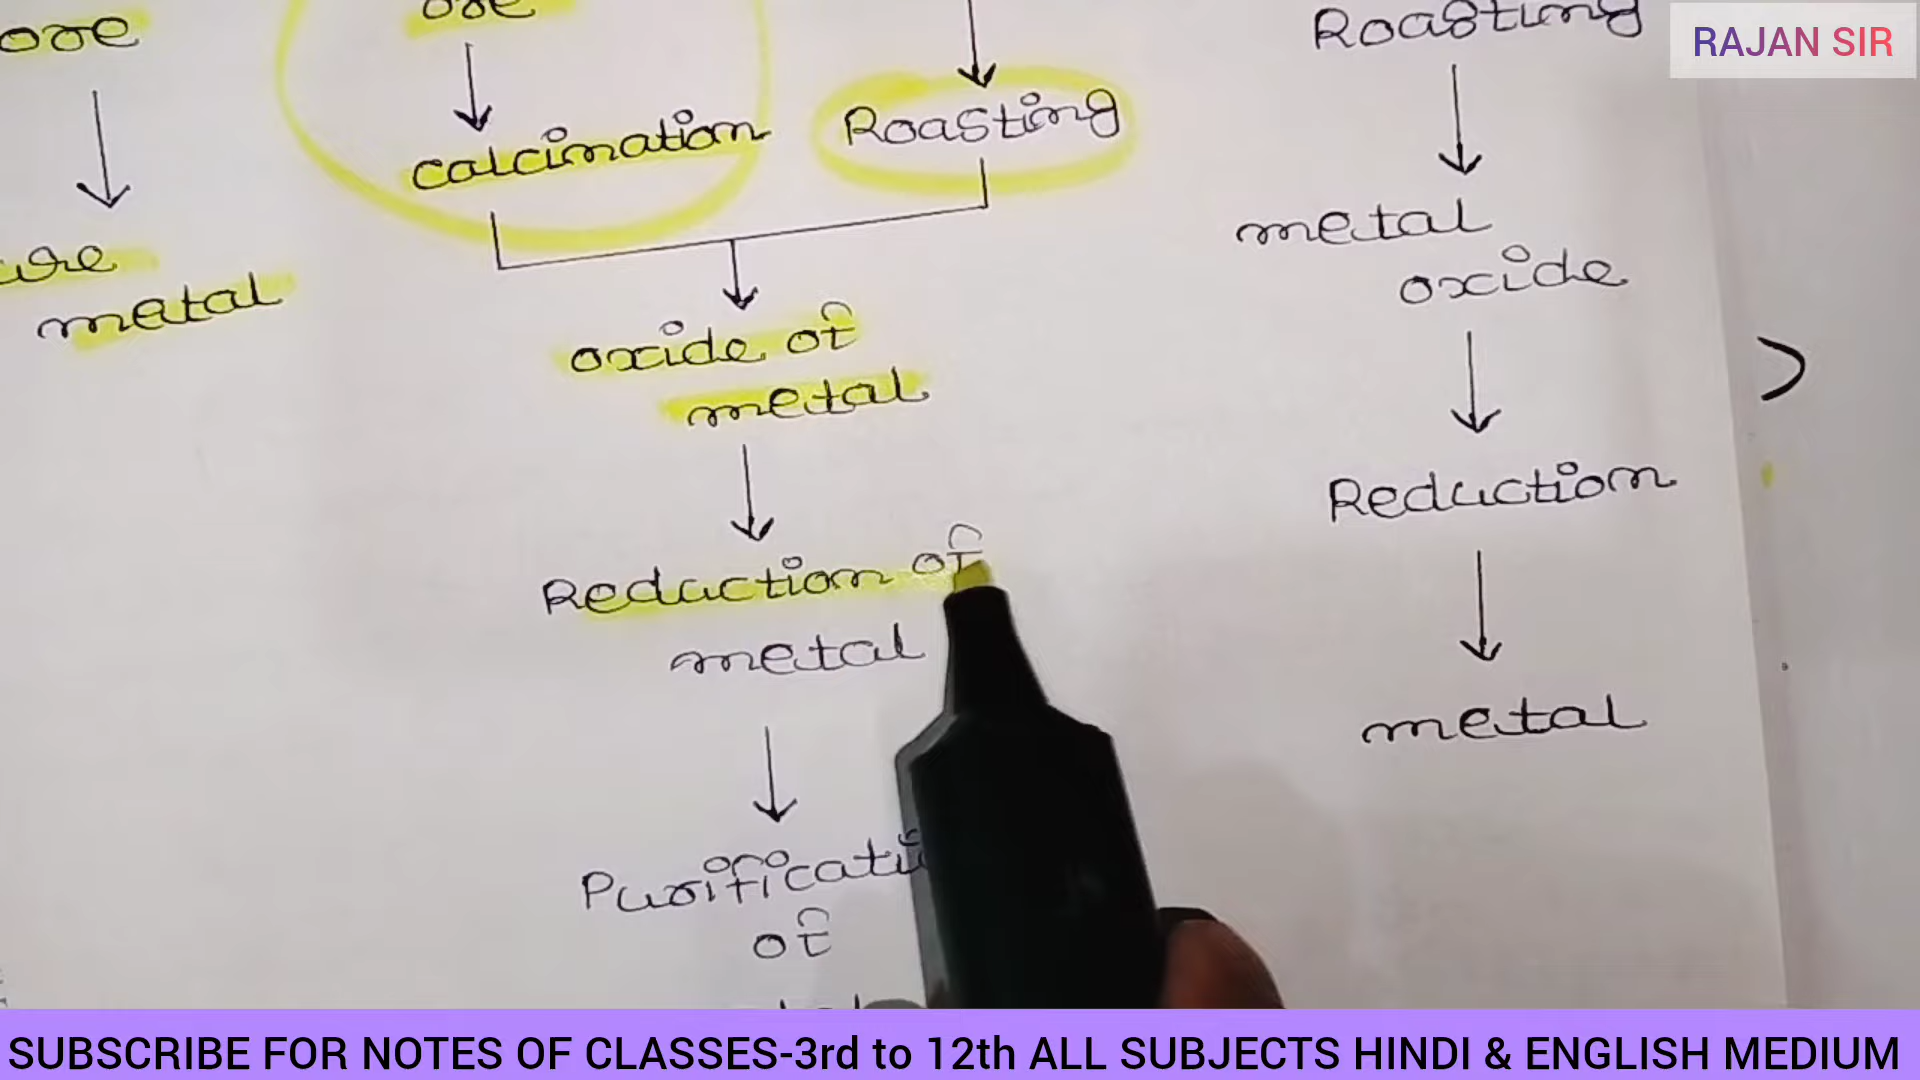 ore
ore
Roasting
RAJAN SIR
calcination
Roasting
metal
metal
oxide
oxide of
metal
Reduction
Reduction of
metal
metal
Purificati
of
SUBSCRIBE FOR NOTES OF CLASSES-3rd to 12th ALL SUBJECTS HINDI & ENGLISH MEDIUM